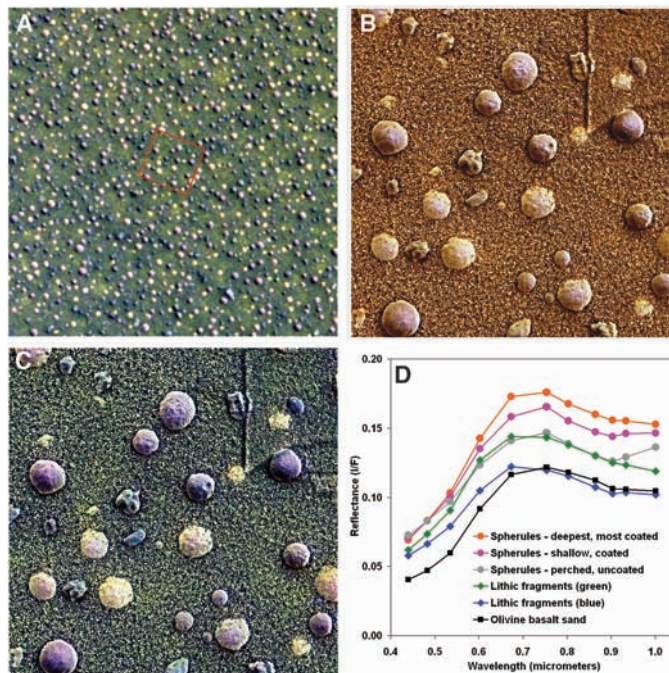 A
B
C
D
0.20
0.15
0.10
0.05
0.00
Reflectance (I/F)
Spherules - deepest, most coated
Spherules - shallow, coated
Spherules - perched, uncoated
Lithic fragments (green)
Lithic fragments (blue)
Olivine basalt sand
0.4 0.5 0.6 0.7 0.8 0.9 1.0
Wavelength (micrometers)